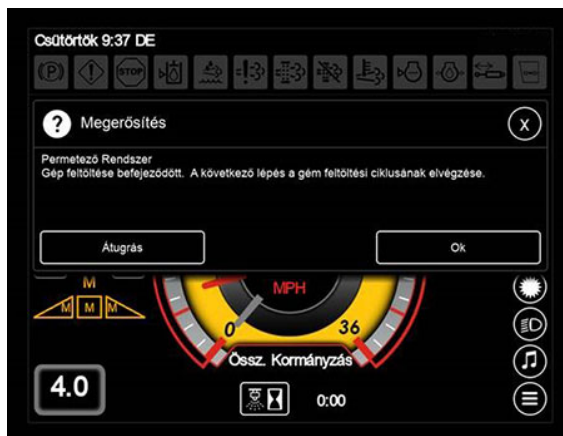 Csütörtök 9:37 DE
(P) STOP
? Megerősítés X
Permetező Rendszer
Gép feltöltése befejeződött. A következő lépés a gém feltöltési ciklusának elvégzése.
Átugrás Ok
M
M M M
MPH
0 36
Össz. Kormányzás
4.0 0:00